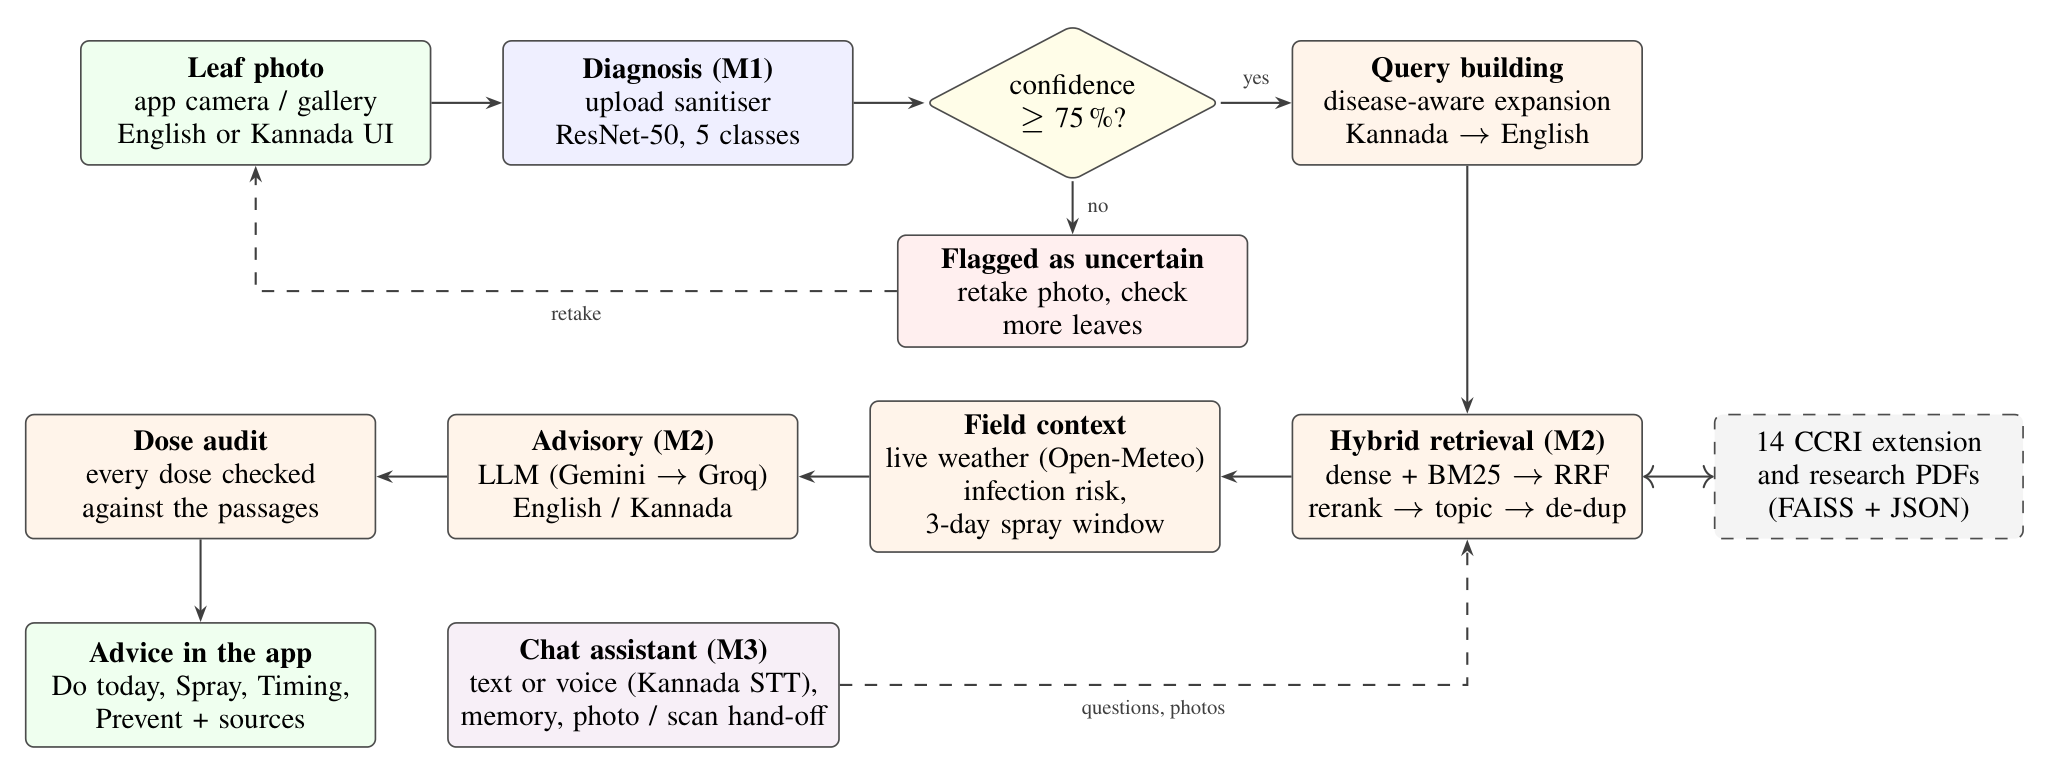 Leaf photo
app camera / gallery
English or Kannada UI
Diagnosis (M1)
upload sanitiser
ResNet-50, 5 classes
confidence
≥ 75 %?
yes
Query building
disease-aware expansion
Kannada → English
no
Flagged as uncertain
retake photo, check
more leaves
retake
Dose audit
every dose checked
against the passages
Advisory (M2)
LLM (Gemini → Groq)
English / Kannada
Field context
live weather (Open-Meteo)
infection risk,
3-day spray window
Hybrid retrieval (M2)
dense + BM25 → RRF
rerank → topic → de-dup
14 CCRI extension
and research PDFs
(FAISS + JSON)
Advice in the app
Do today, Spray, Timing,
Prevent + sources
Chat assistant (M3)
text or voice (Kannada STT),
memory, photo / scan hand-off
questions, photos